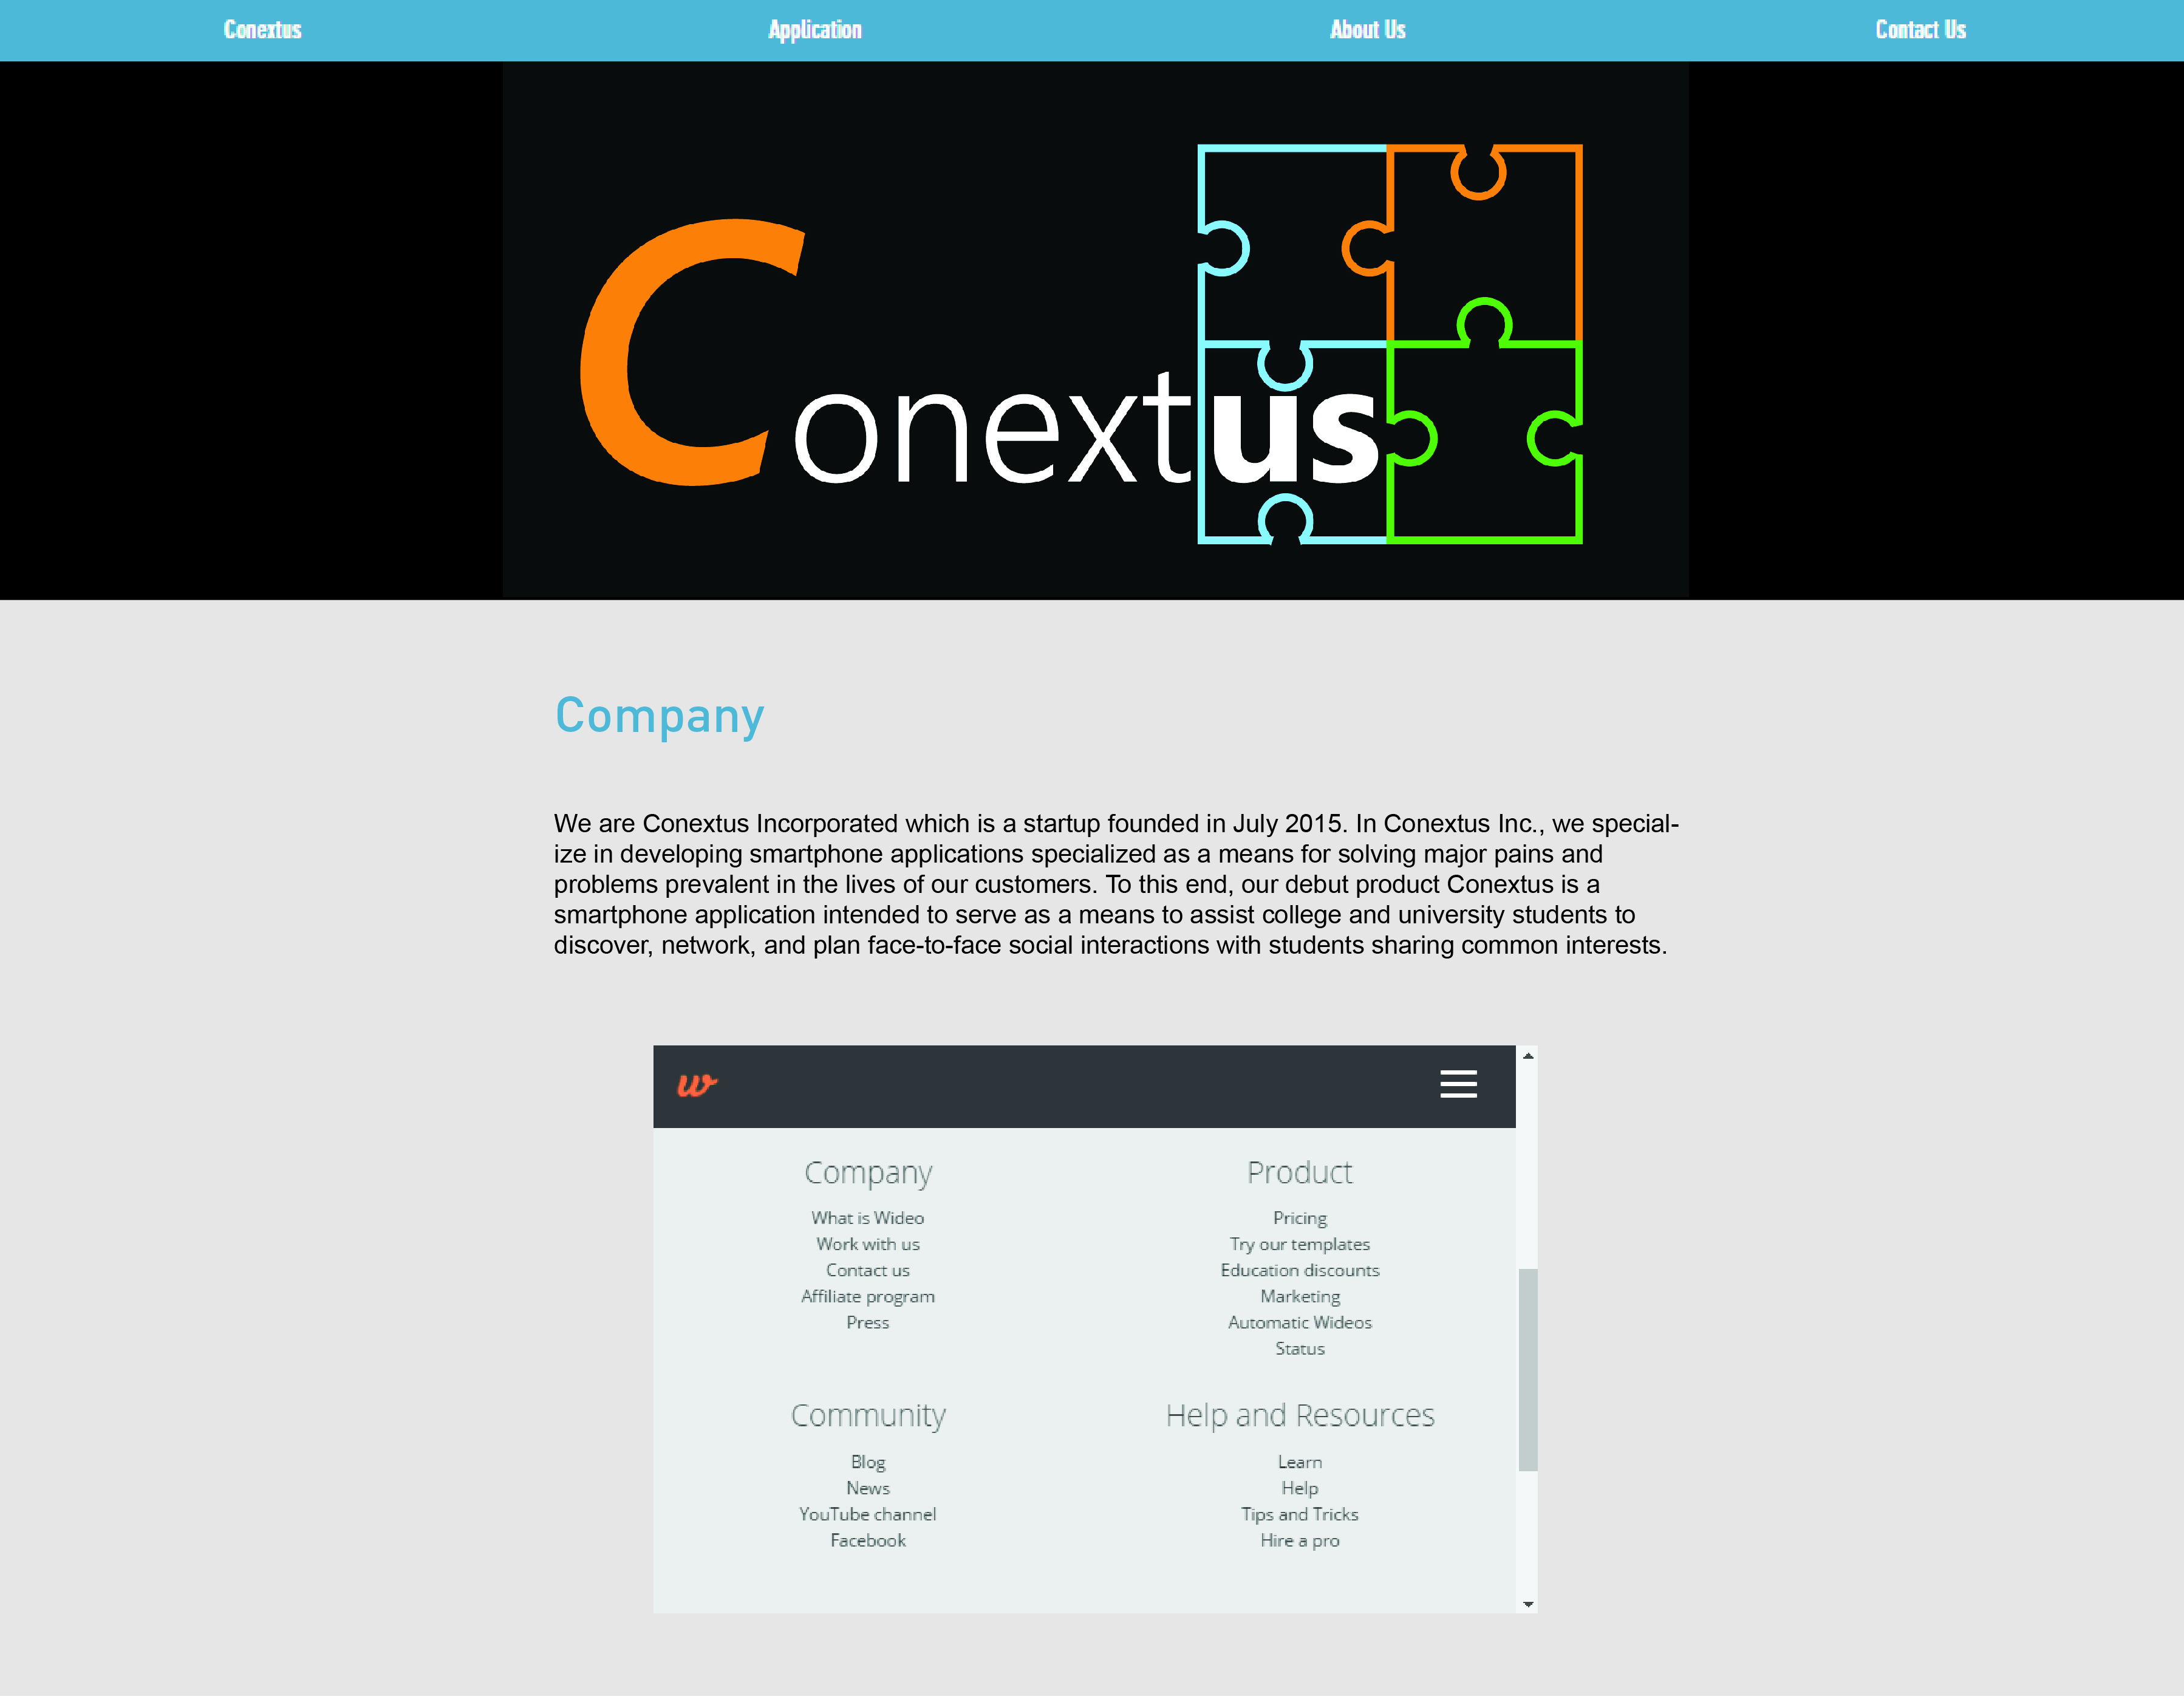 Conextus Application About Us Contact Us
Conextus
Company
We are Conextus Incorporated which is a startup founded in July 2015. In Conextus Inc., we special-
ize in developing smartphone applications specialized as a means for solving major pains and
problems prevalent in the lives of our customers. To this end, our debut product Conextus is a
smartphone application intended to serve as a means to assist college and university students to
discover, network, and plan face-to-face social interactions with students sharing common interests.
w
Company
What is Wideo
Work with us
Contact us
Affiliate program
Press
Product
Pricing
Try our templates
Education discounts
Marketing
Automatic Wideos
Status
Community
Blog
News
YouTube channel
Facebook
Help and Resources
Learn
Help
Tips and Tricks
Hire a pro